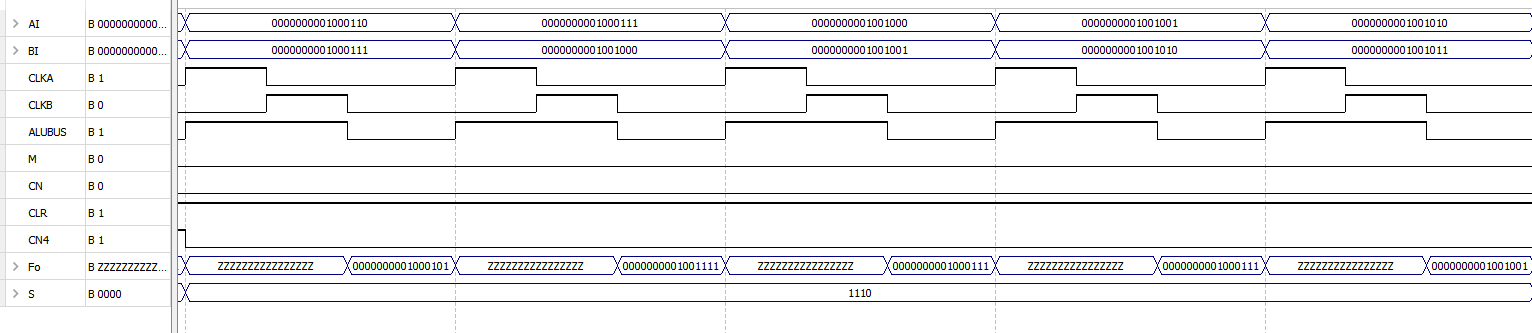 AI B 0000000000... 0000000001000110 0000000001000111 0000000001001000 0000000001001001 0000000001001010
BI B 0000000000... 0000000001000111 0000000001001000 0000000001001001 0000000001001010 0000000001001011
CLKA B 1
CLKB B 0
ALUBUS B 1
M B 0
CN B 0
CLR B 1
CN4 B 1
Fo B ZZZZZZZZZZ... ZZZZZZZZZZZZZZZZ 0000000001000101 ZZZZZZZZZZZZZZZZ 0000000001001111 ZZZZZZZZZZZZZZZZ 0000000001000111 ZZZZZZZZZZZZZZZZ 0000000001000111 ZZZZZZZZZZZZZZZZ 0000000001001001
S B 0000 1110